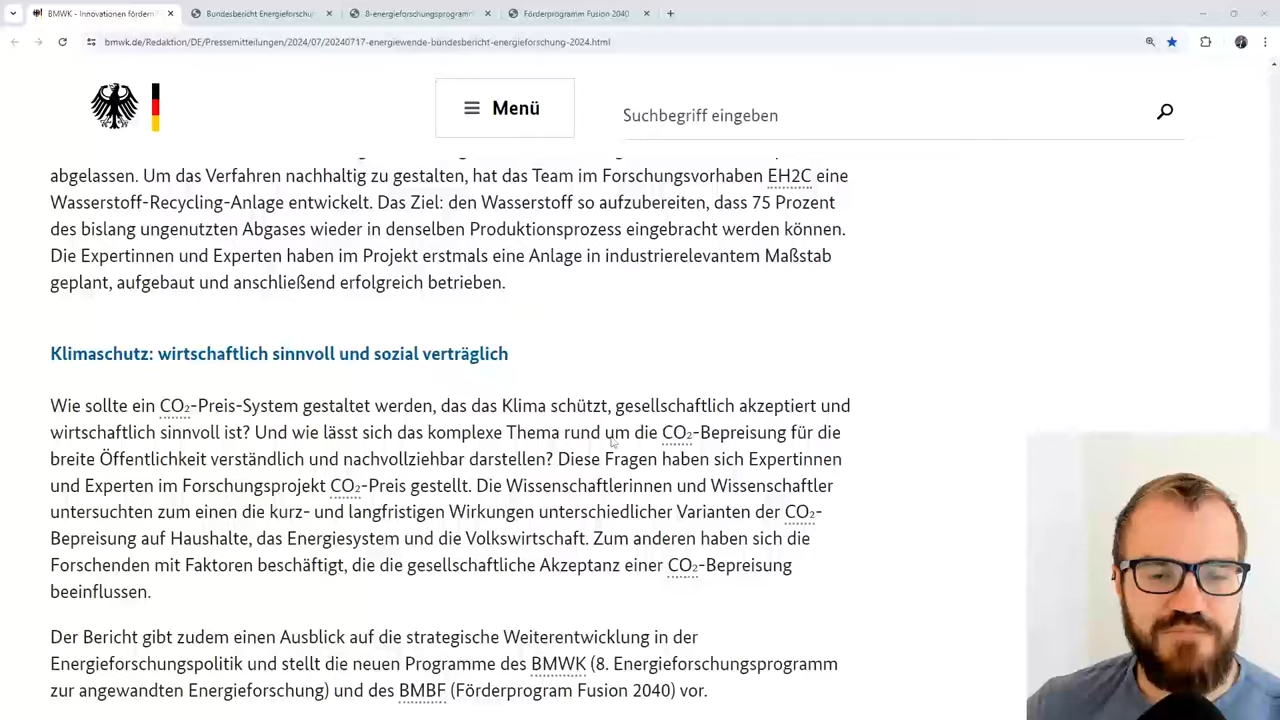 BMWK - Innovationen fördern:
Bundesbericht Energieforschu
8-energieforschungsprogramm
Förderprogramm Fusion 2040
bmwk.de/Redaktion/DE/Pressemitteilungen/2024/07/20240717-energiewende-bundesbericht-energieforschung-2024.html
Menü
Suchbegriff eingeben
abgelassen. Um das Verfahren nachhaltig zu gestalten, hat das Team im Forschungsvorhaben EH2C eine
Wasserstoff-Recycling-Anlage entwickelt. Das Ziel: den Wasserstoff so aufzubereiten, dass 75 Prozent
des bislang ungenutzten Abgases wieder in denselben Produktionsprozess eingebracht werden können.
Die Expertinnen und Experten haben im Projekt erstmals eine Anlage in industrierelevantem Maßstab
geplant, aufgebaut und anschließend erfolgreich betrieben.
Klimaschutz: wirtschaftlich sinnvoll und sozial verträglich
Wie sollte ein CO₂-Preis-System gestaltet werden, das das Klima schützt, gesellschaftlich akzeptiert und
wirtschaftlich sinnvoll ist? Und wie lässt sich das komplexe Thema rund um die CO₂-Bepreisung für die
breite Öffentlichkeit verständlich und nachvollziehbar darstellen? Diese Fragen haben sich Expertinnen
und Experten im Forschungsprojekt CO₂-Preis gestellt. Die Wissenschaftlerinnen und Wissenschaftler
untersuchten zum einen die kurz- und langfristigen Wirkungen unterschiedlicher Varianten der CO₂-
Bepreisung auf Haushalte, das Energiesystem und die Volkswirtschaft. Zum anderen haben sich die
Forschenden mit Faktoren beschäftigt, die die gesellschaftliche Akzeptanz einer CO₂-Bepreisung
beeinflussen.
Der Bericht gibt zudem einen Ausblick auf die strategische Weiterentwicklung in der
Energieforschungspolitik und stellt die neuen Programme des BMWK (8. Energieforschungsprogramm
zur angewandten Energieforschung) und des BMBF (Förderprogram Fusion 2040) vor.